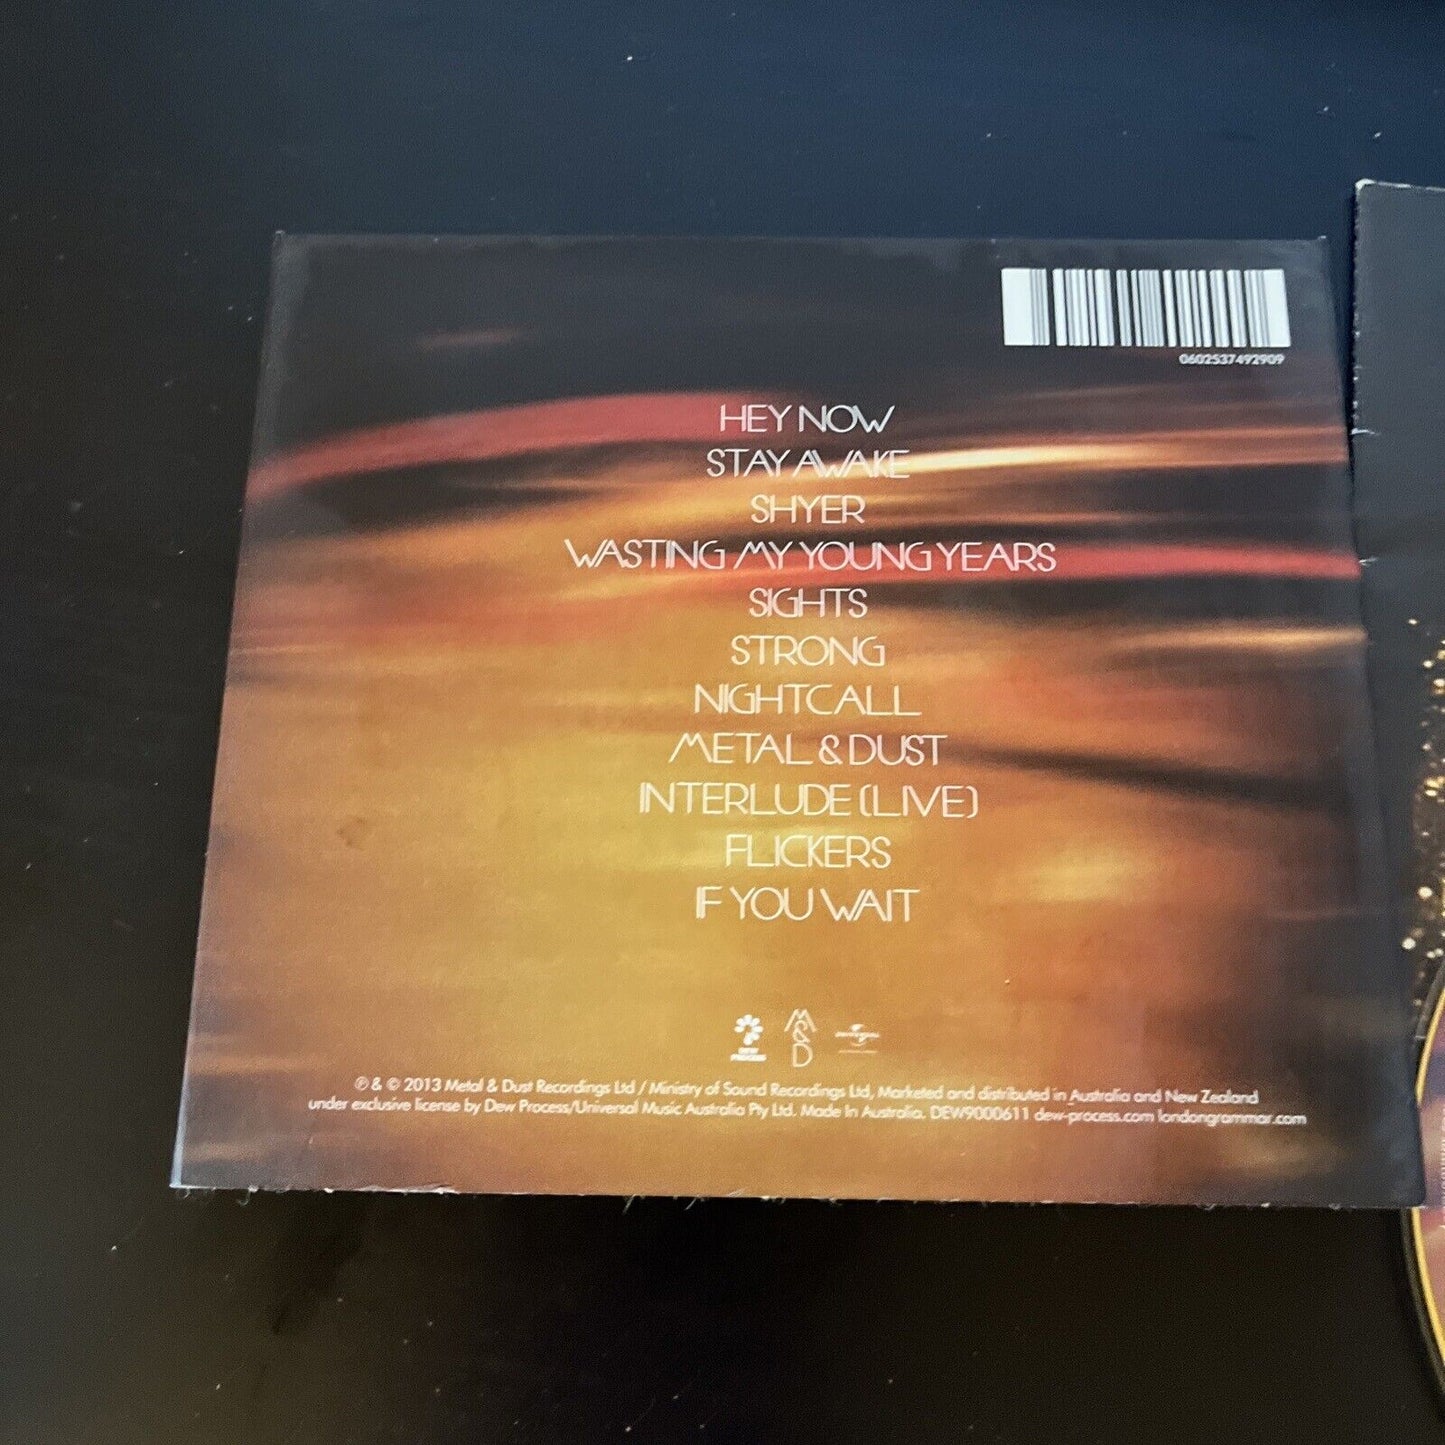 0602537492909
HEY NOW
STAY AWAKE
SHYER
WASTING MY YOUNG YEARS
SIGHTS
STRONG
NIGHTCALL
METAL & DUST
INTERLUDE (LIVE)
FLICKERS
IF YOU WAIT
DEW PROCESS
M&D
UNIVERSAL
℗ & © 2013 Metal & Dust Recordings Ltd / Ministry of Sound Recordings Ltd, Marketed and distributed in Australia and New Zealand
under exclusive license by Dew Process/Universal Music Australia Pty Ltd. Made In Australia. DEW9000611 dew-process.com londongrammar.com